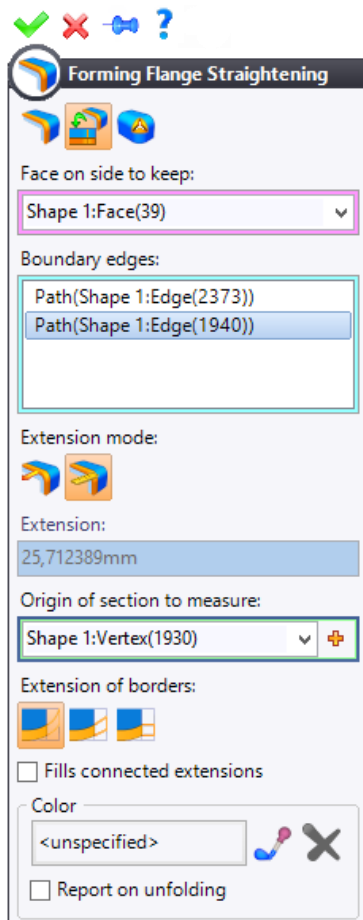 ?
Forming Flange Straightening
Face on side to keep:
Shape 1:Face(39)
Boundary edges:
Path(Shape 1:Edge(2373))
Path(Shape 1:Edge(1940))
Extension mode:
Extension:
25,712389mm
Origin of section to measure:
Shape 1:Vertex(1930)
Extension of borders:
Fills connected extensions
Color
<unspecified>
Report on unfolding